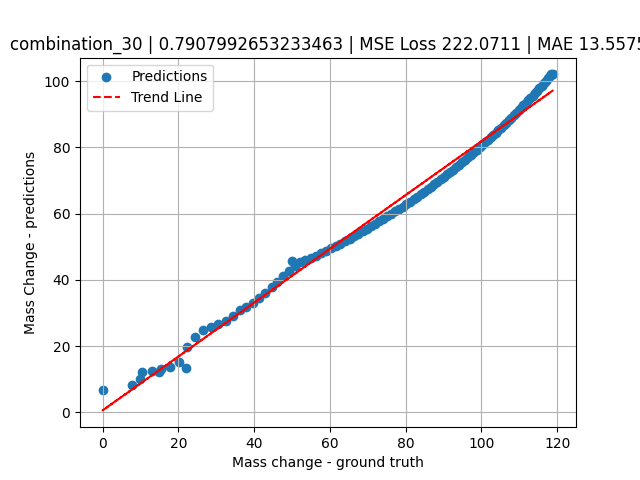 combination_30 | 0.7907992653233463 | MSE Loss 222.0711 | MAE 13.5575
Predictions
Trend Line
Mass Change - predictions
100
80
60
40
20
0
0 20 40 60 80 100 120
Mass change - ground truth